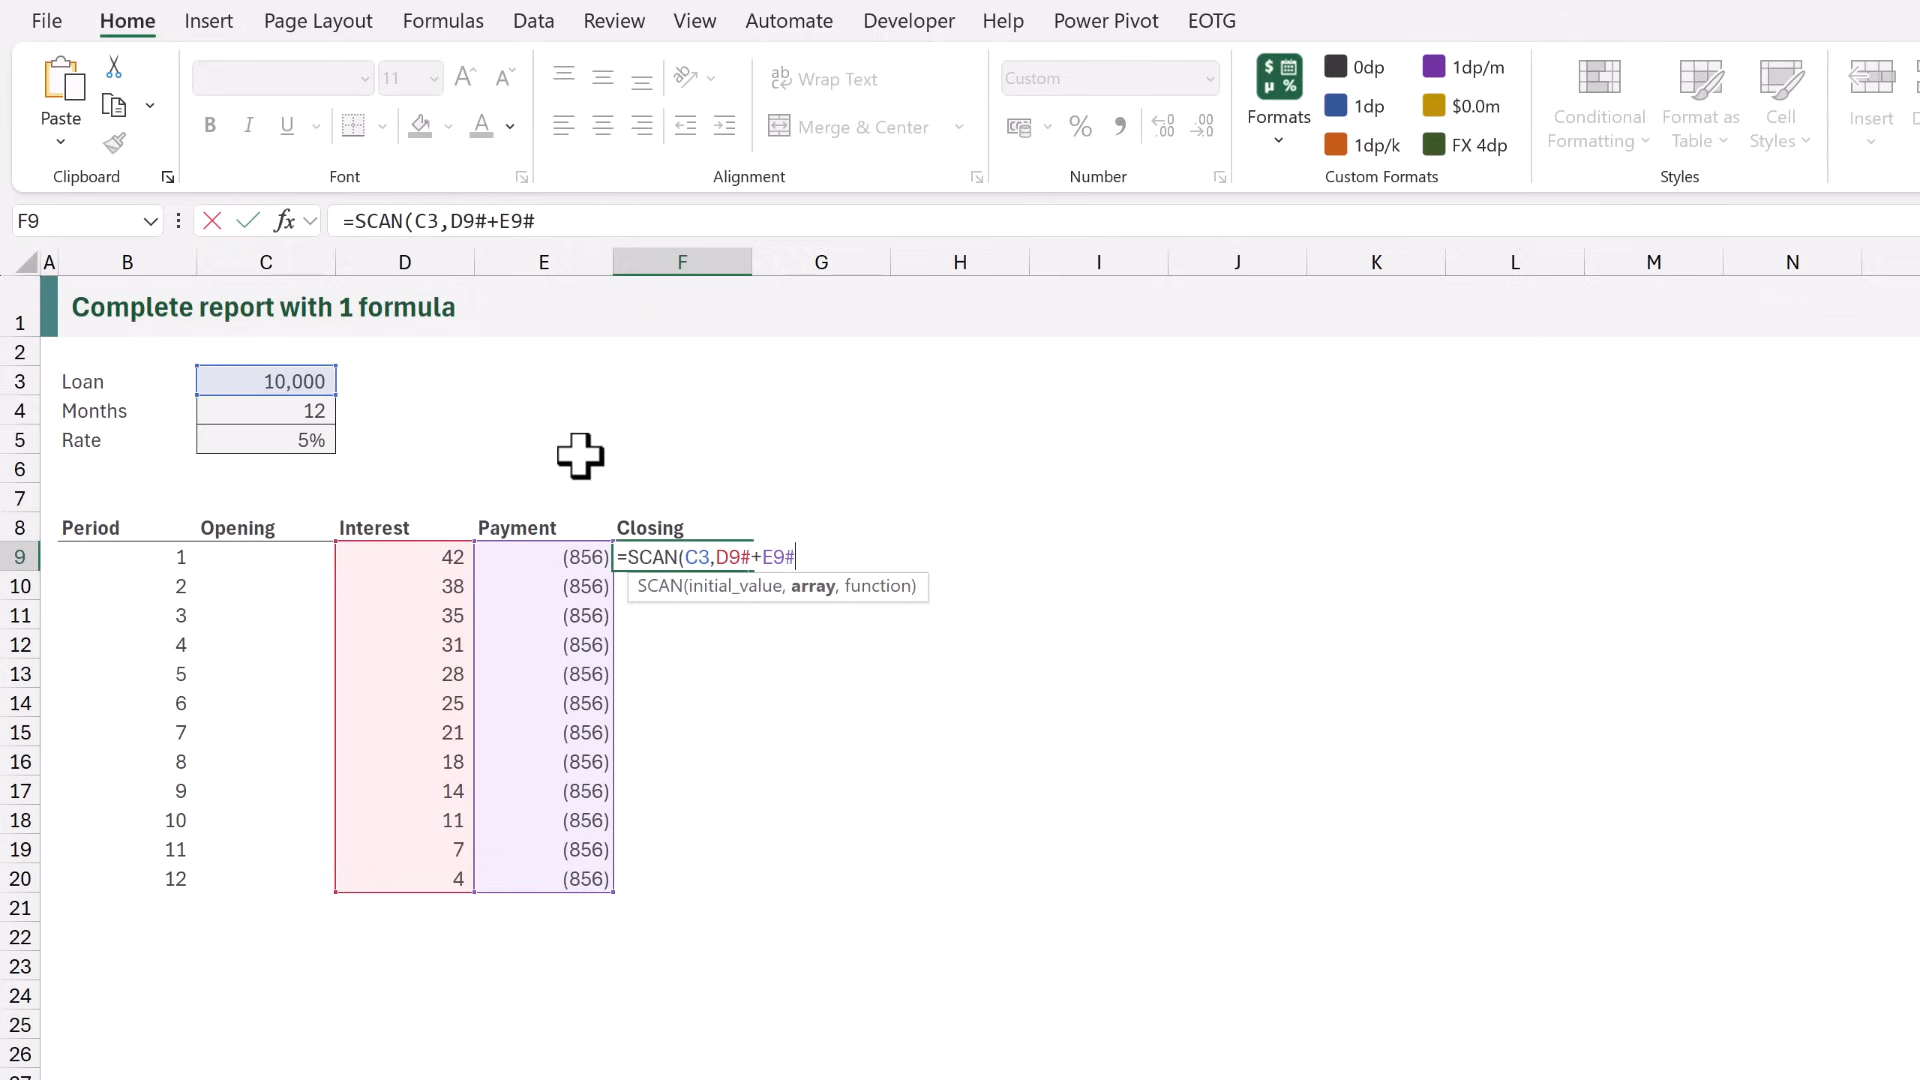 File Home Insert Page Layout Formulas Data Review View Automate Developer Help Power Pivot EOTG
Paste
Clipboard
11
B I U
Font
Wrap Text
Merge & Center
Alignment
Custom
Number
Formats
0dp 1dp/m
1dp $0.0m
1dp/k FX 4dp
Custom Formats
Conditional Formatting
Format as Table
Cell Styles
Styles
Insert
F9 fx =SCAN(C3,D9#+E9#
A B C D E F G H I J K L M N
1 Complete report with 1 formula
2
3 Loan 10,000
4 Months 12
5 Rate 5%
6
7
8 Period Opening Interest Payment Closing
9 1 42 (856) =SCAN(C3,D9#+E9#
10 2 38 (856) SCAN(initial_value, array, function)
11 3 35 (856)
12 4 31 (856)
13 5 28 (856)
14 6 25 (856)
15 7 21 (856)
16 8 18 (856)
17 9 14 (856)
18 10 11 (856)
19 11 7 (856)
20 12 4 (856)
21
22
23
24
25
26